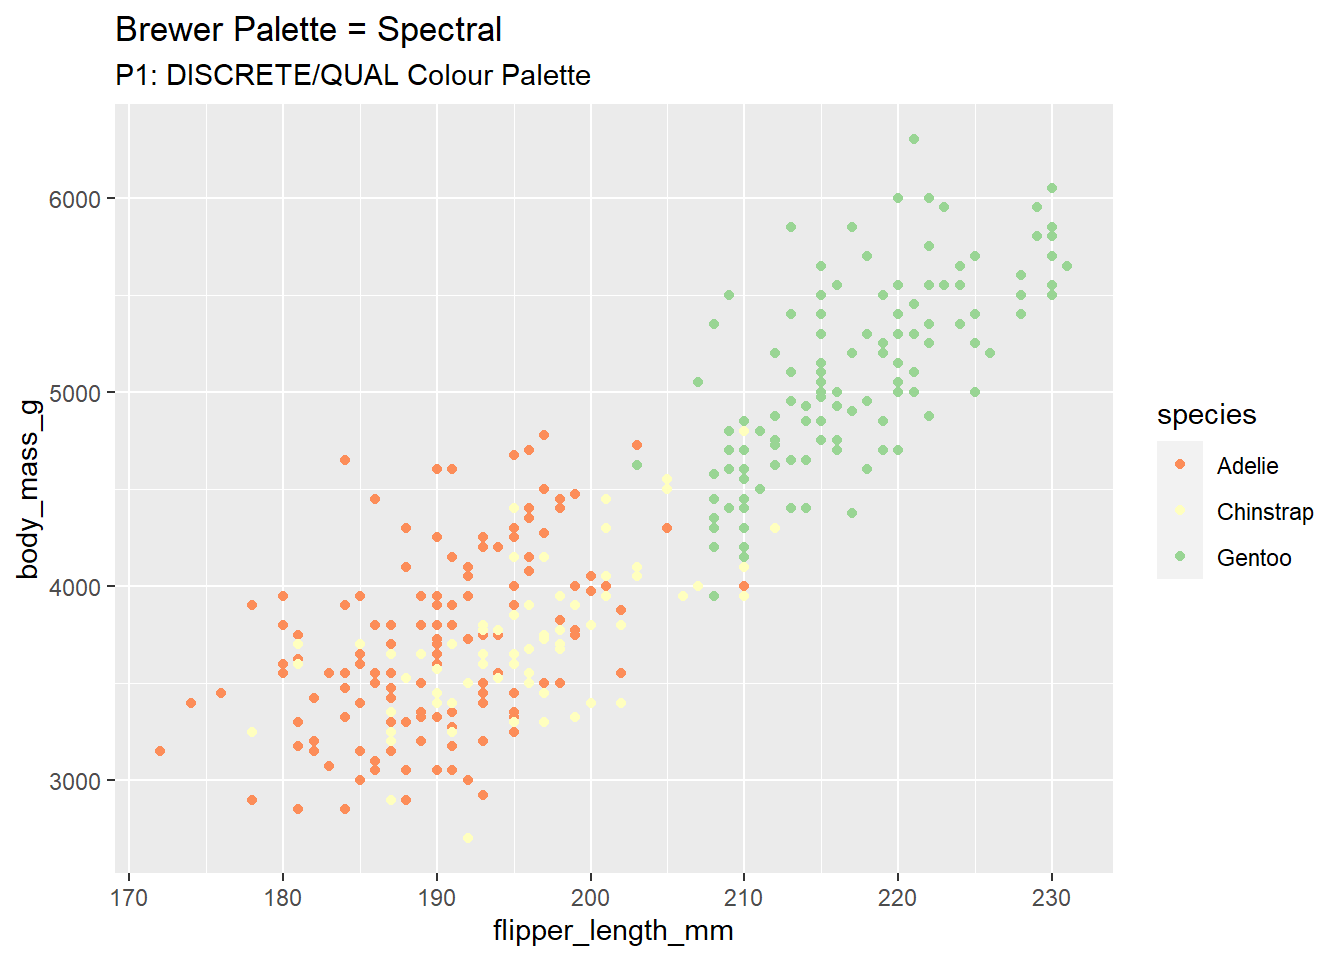 Brewer Palette = Spectral
P1: DISCRETE/QUAL Colour Palette
6000
5000
4000
3000
body_mass_g
170 180 190 200 210 220 230
flipper_length_mm
species
Adelie
Chinstrap
Gentoo